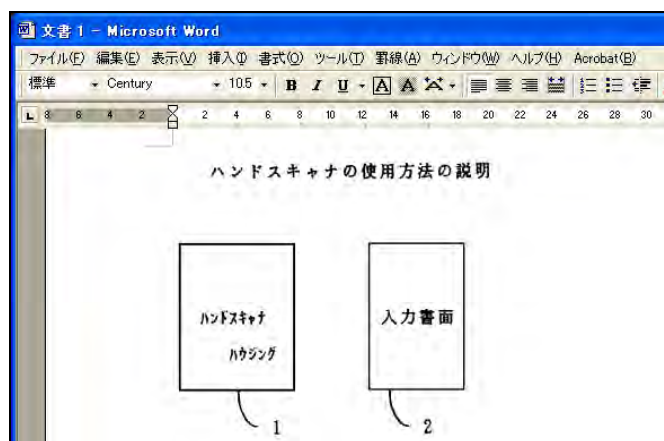 文書 1 - Microsoft Word
ファイル(F) 編集(E) 表示(V) 挿入(I) 書式(O) ツール(T) 罫線(A) ウィンドウ(W) ヘルプ(H) Acrobat(B)
標準 Century 10.5 B I U A A
L 8 6 4 2 2 4 6 8 10 12 14 16 18 20 22 24 26 28 30
ハンドスキャナの使用方法の説明
ハンドスキャナ
ハウジング
入力書面
1 2